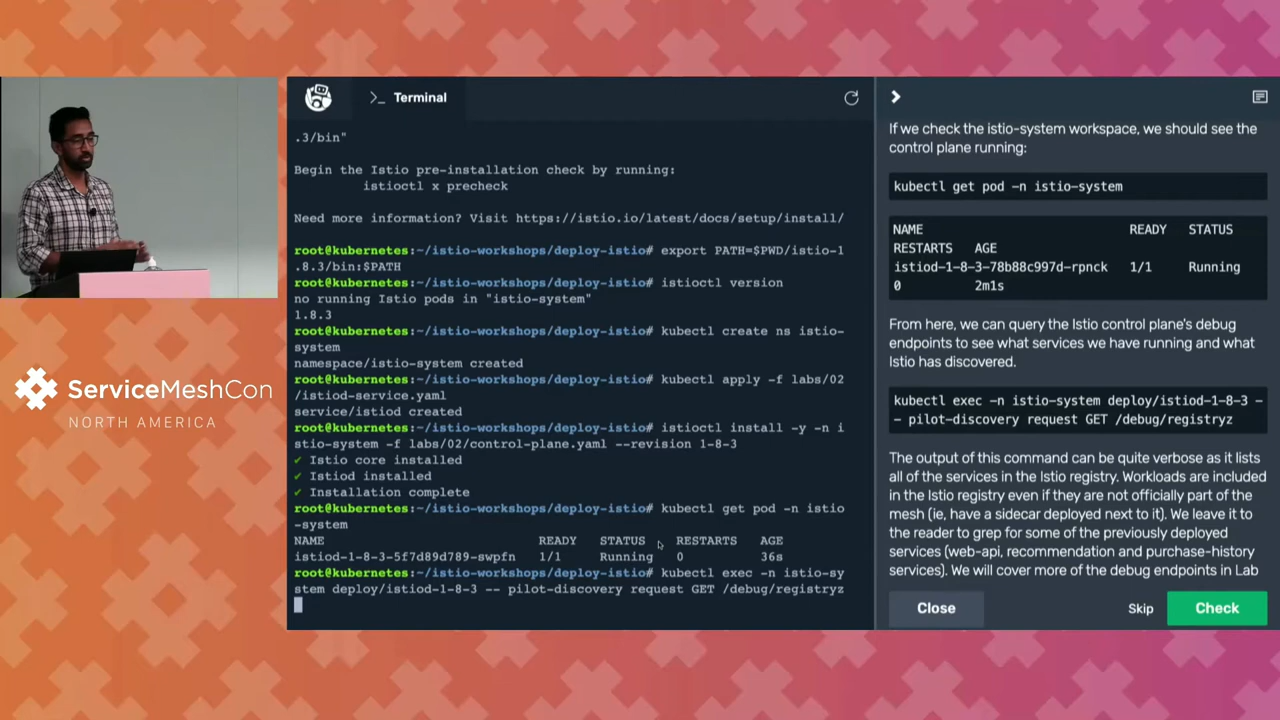 ServiceMeshCon
NORTH AMERICA
>_ Terminal
.3/bin"
Begin the Istio pre-installation check by running:
istioctl x precheck
Need more information? Visit https://istio.io/latest/docs/setup/install/
root@kubernetes:~/istio-workshops/deploy-istio# export PATH=$PWD/istio-1
.8.3/bin:$PATH
root@kubernetes:~/istio-workshops/deploy-istio# istioctl version
no running Istio pods in "istio-system"
1.8.3
root@kubernetes:~/istio-workshops/deploy-istio# kubectl create ns istio-
system
namespace/istio-system created
root@kubernetes:~/istio-workshops/deploy-istio# kubectl apply -f labs/02
/istiod-service.yaml
service/istiod created
root@kubernetes:~/istio-workshops/deploy-istio# istioctl install -y -n i
stio-system -f labs/02/control-plane.yaml --revision 1-8-3
✔ Istio core installed
✔ Istiod installed
✔ Installation complete
root@kubernetes:~/istio-workshops/deploy-istio# kubectl get pod -n istio
-system
NAME READY STATUS RESTARTS AGE
istiod-1-8-3-5f7d89d789-swpfn 1/1 Running 0 36s
root@kubernetes:~/istio-workshops/deploy-istio# kubectl exec -n istio-sy
stem deploy/istiod-1-8-3 -- pilot-discovery request GET /debug/registryz
If we check the istio-system workspace, we should see the
control plane running:
kubectl get pod -n istio-system
NAME READY STATUS
RESTARTS AGE
istiod-1-8-3-78b88c997d-rpnck 1/1 Running
0 2m1s
From here, we can query the Istio control plane's debug
endpoints to see what services we have running and what
Istio has discovered.
kubectl exec -n istio-system deploy/istiod-1-8-3 -
- pilot-discovery request GET /debug/registryz
The output of this command can be quite verbose as it lists
all of the services in the Istio registry. Workloads are included
in the Istio registry even if they are not officially part of the
mesh (ie, have a sidecar deployed next to it). We leave it to
the reader to grep for some of the previously deployed
services (web-api, recommendation and purchase-history
services). We will cover more of the debug endpoints in Lab
Close
Skip
Check